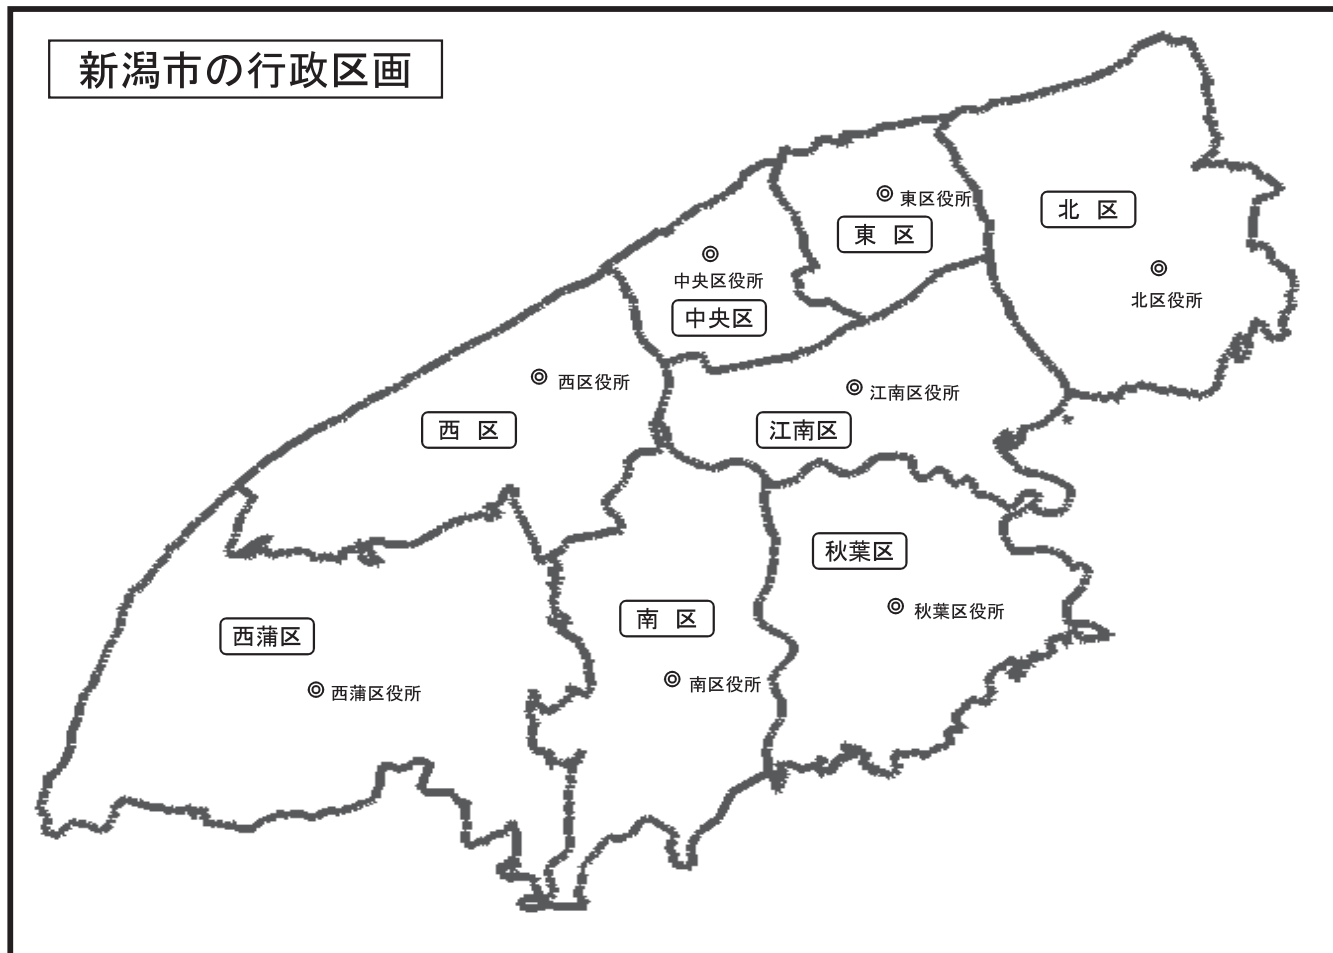 新潟市の行政区画
東区役所
北 区
東 区
中央区役所
北区役所
中央区
西区役所
江南区役所
西 区
江南区
秋葉区
秋葉区役所
南 区
西蒲区
南区役所
西蒲区役所